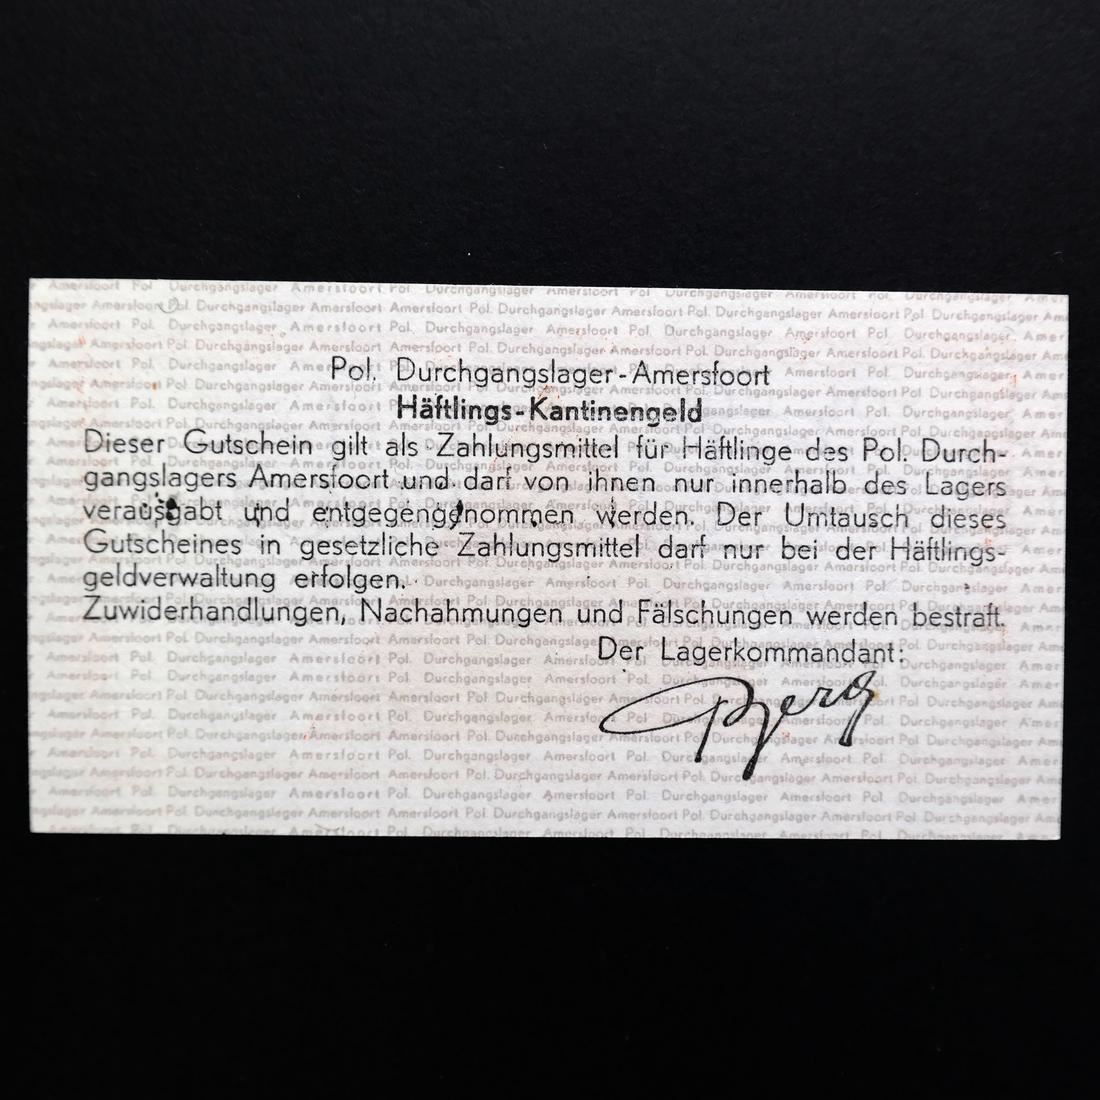 Pol. Durchgangslager-Amersfoort
Häftlings-Kantinengeld
Dieser Gutschein gilt als Zahlungsmittel für Häftlinge des Pol. Durch-
gangslagers Amersfoort und darf von ihnen nur innerhalb des Lagers
verausgabt und entgegengenommen werden. Der Umtausch dieses
Gutscheines in gesetzliche Zahlungsmittel darf nur bei der Häftlings-
geldverwaltung erfolgen.
Zuwiderhandlungen, Nachahmungen und Fälschungen werden bestraft.
Der Lagerkommandant:
Berg